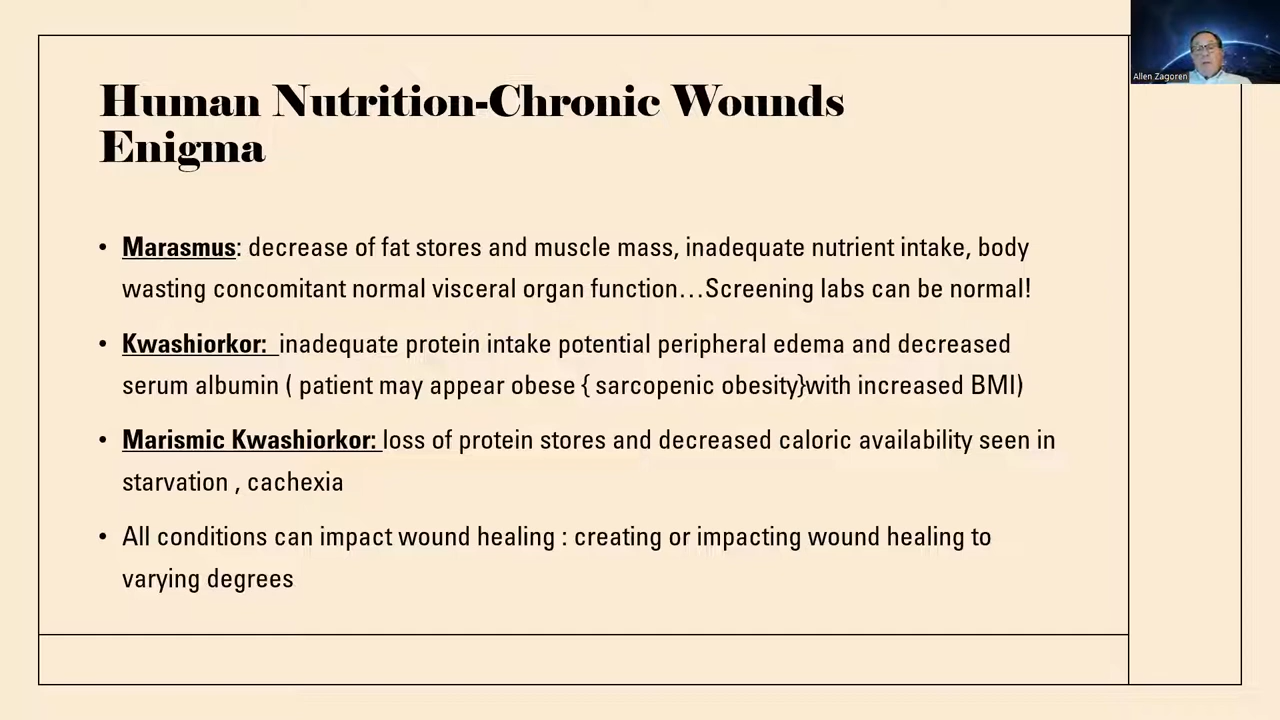 Allen Zagoren
Human Nutrition-Chronic Wounds
Enigma
• Marasmus: decrease of fat stores and muscle mass, inadequate nutrient intake, body
wasting concomitant normal visceral organ function…Screening labs can be normal!
• Kwashiorkor: inadequate protein intake potential peripheral edema and decreased
serum albumin ( patient may appear obese { sarcopenic obesity}with increased BMI)
• Marismic Kwashiorkor: loss of protein stores and decreased caloric availability seen in
starvation , cachexia
• All conditions can impact wound healing : creating or impacting wound healing to
varying degrees